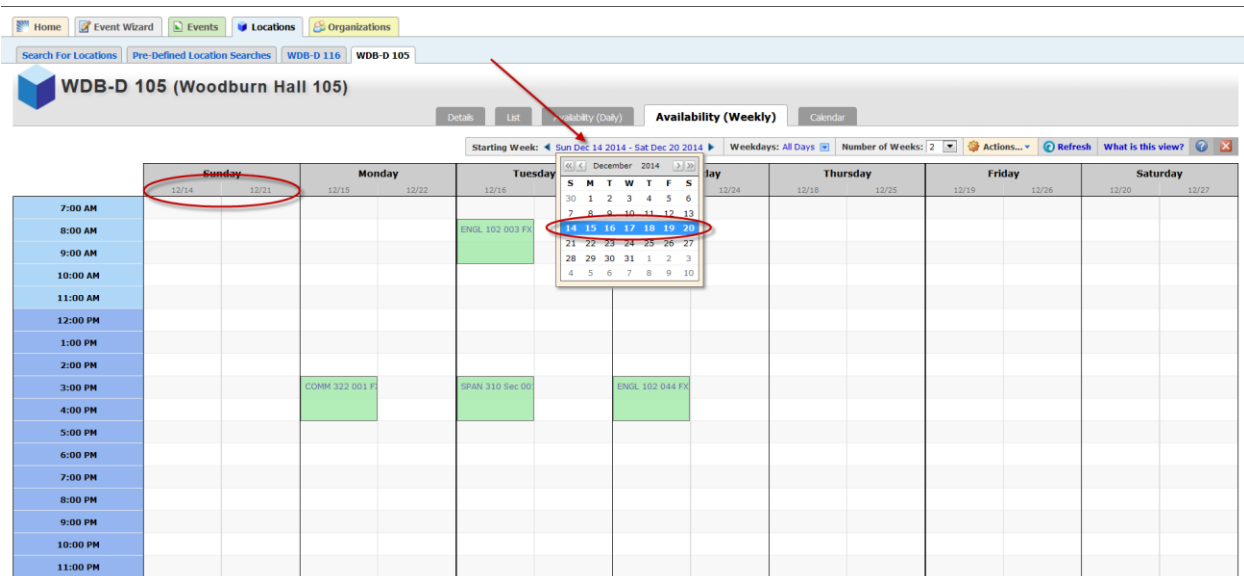 Home Event Wizard Events Locations Organizations
Search For Locations Pre-Defined Location Searches WDB-D 116 WDB-D 105
WDB-D 105 (Woodburn Hall 105)
Details List Availability (Daily) Availability (Weekly) Calendar
Starting Week: Sun Dec 14 2014 - Sat Dec 20 2014 Weekdays: All Days Number of Weeks: 2 Actions... Refresh What is this view?
December 2014
S M T W T F S
30 1 2 3 4 5 6
7 8 9 10 11 12 13
14 15 16 17 18 19 20
21 22 23 24 25 26 27
28 29 30 31 1 2 3
4 5 6 7 8 9 10
Sunday Monday Tuesday day Thursday Friday Saturday
12/14 12/21 12/15 12/22 12/16 12/24 12/18 12/25 12/19 12/26 12/20 12/27
7:00 AM
8:00 AM ENGL 102 003 FX
9:00 AM
10:00 AM
11:00 AM
12:00 PM
1:00 PM
2:00 PM
3:00 PM COMM 322 001 F SPAN 310 Sec 00 ENGL 102 044 FX
4:00 PM
5:00 PM
6:00 PM
7:00 PM
8:00 PM
9:00 PM
10:00 PM
11:00 PM